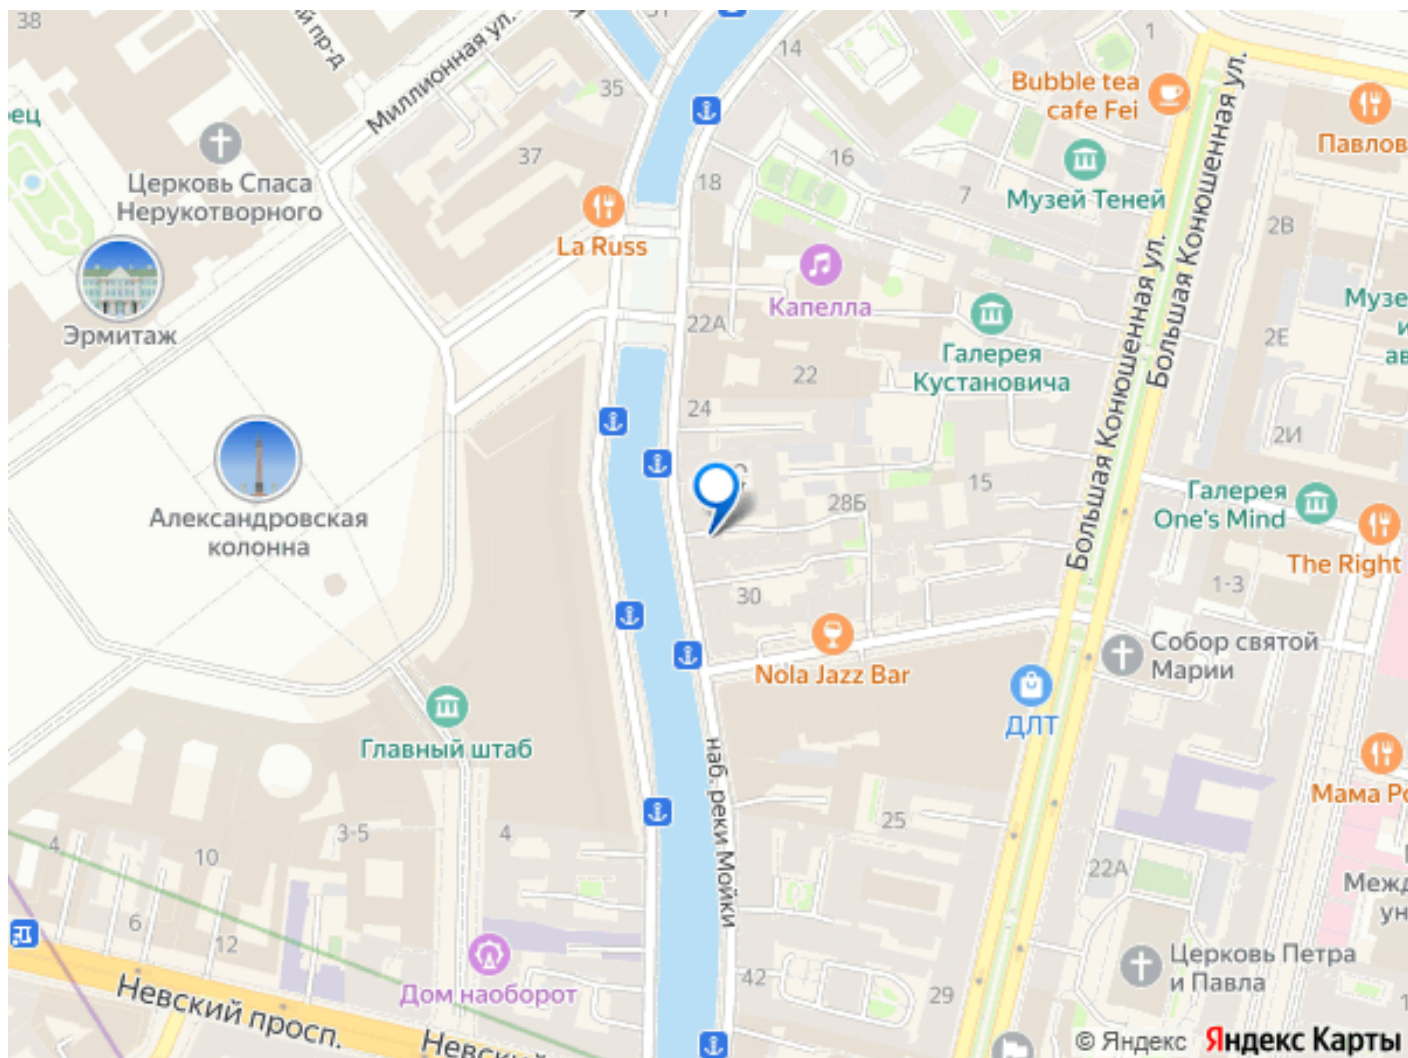 38
Миллионная ул.
35
37
14
1
16
18
7
Bubble tea
cafe Fei
Большая Конюшенная ул.
Церковь Спаса
Нерукотворного
La Russ
Музей Теней
2В
Капелла
Эрмитаж
22А
Галерея
Кустановича
2Е
22
24
Большая Конюшенная ул.
2И
Александровская
колонна
28Б
15
Галерея
One's Mind
The Right
1-3
30
Nola Jazz Bar
Собор святой
Марии
ДЛТ
Главный штаб
наб. реки Мойки
3-5
4
4
10
25
22А
6
12
Невский просп.
Дом наоборот
42
29
Церковь Петра
и Павла
© Яндекс Яндекс Карты